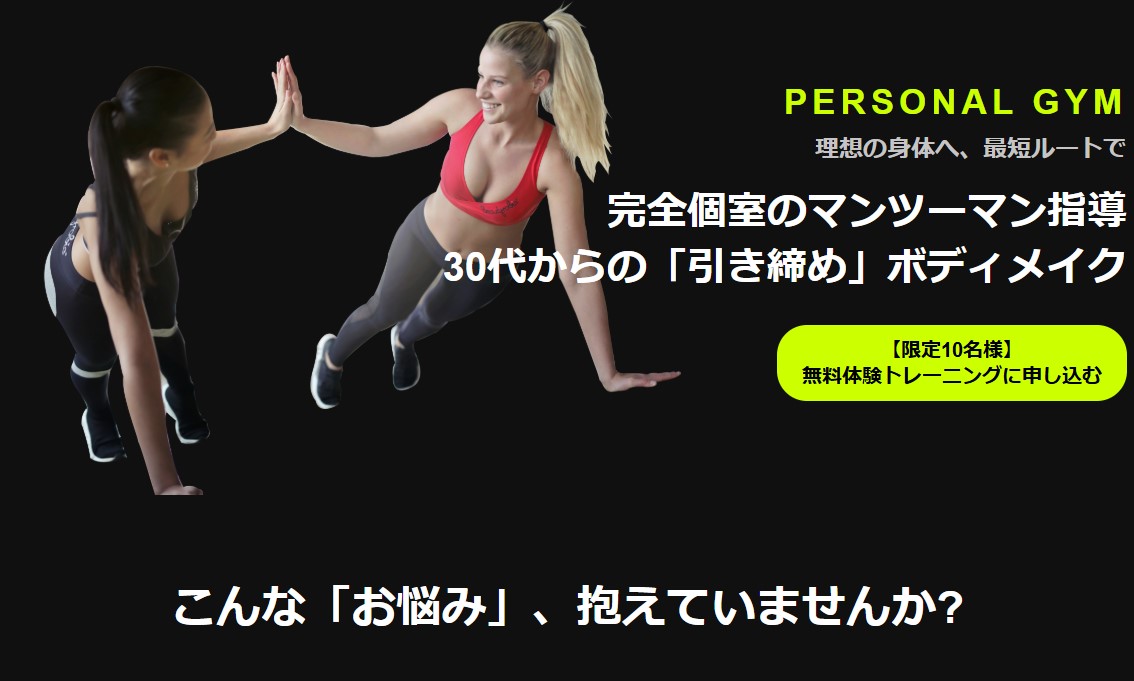 PERSONAL GYM
理想の身体へ、最短ルートで
完全個室のマンツーマン指導
30代からの「引き締め」ボディメイク
【限定10名様】
無料体験トレーニングに申し込む
こんな「お悩み」、抱えていませんか?